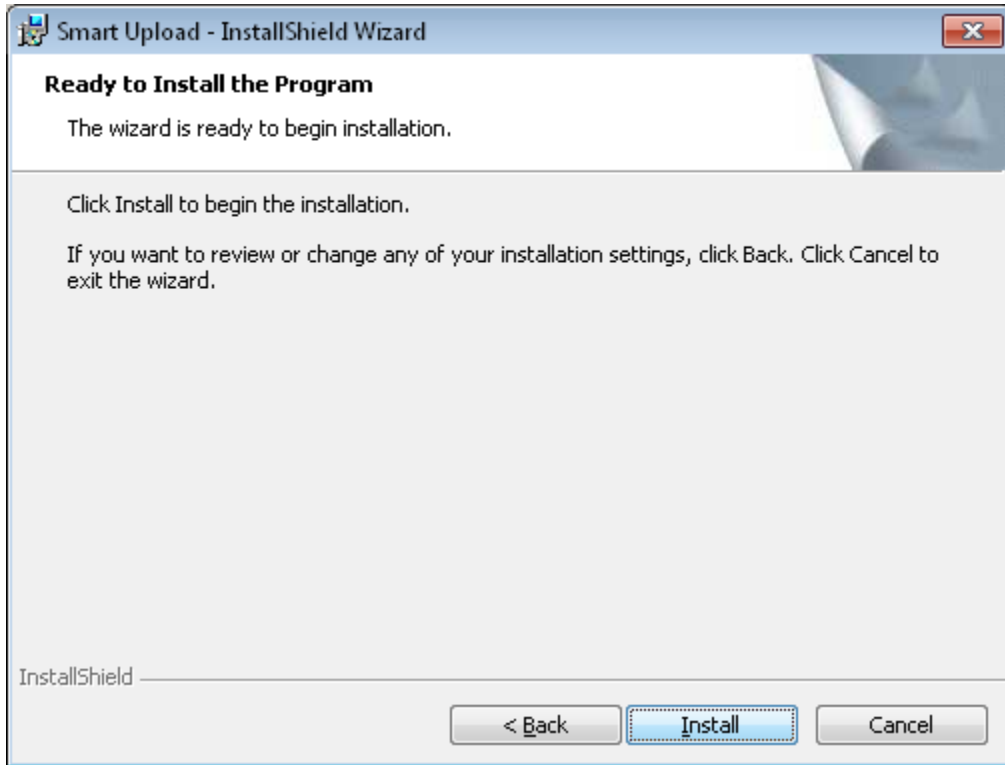 Smart Upload - InstallShield Wizard
Ready to Install the Program
The wizard is ready to begin installation.
Click Install to begin the installation.
If you want to review or change any of your installation settings, click Back. Click Cancel to
exit the wizard.
InstallShield
< Back Install Cancel